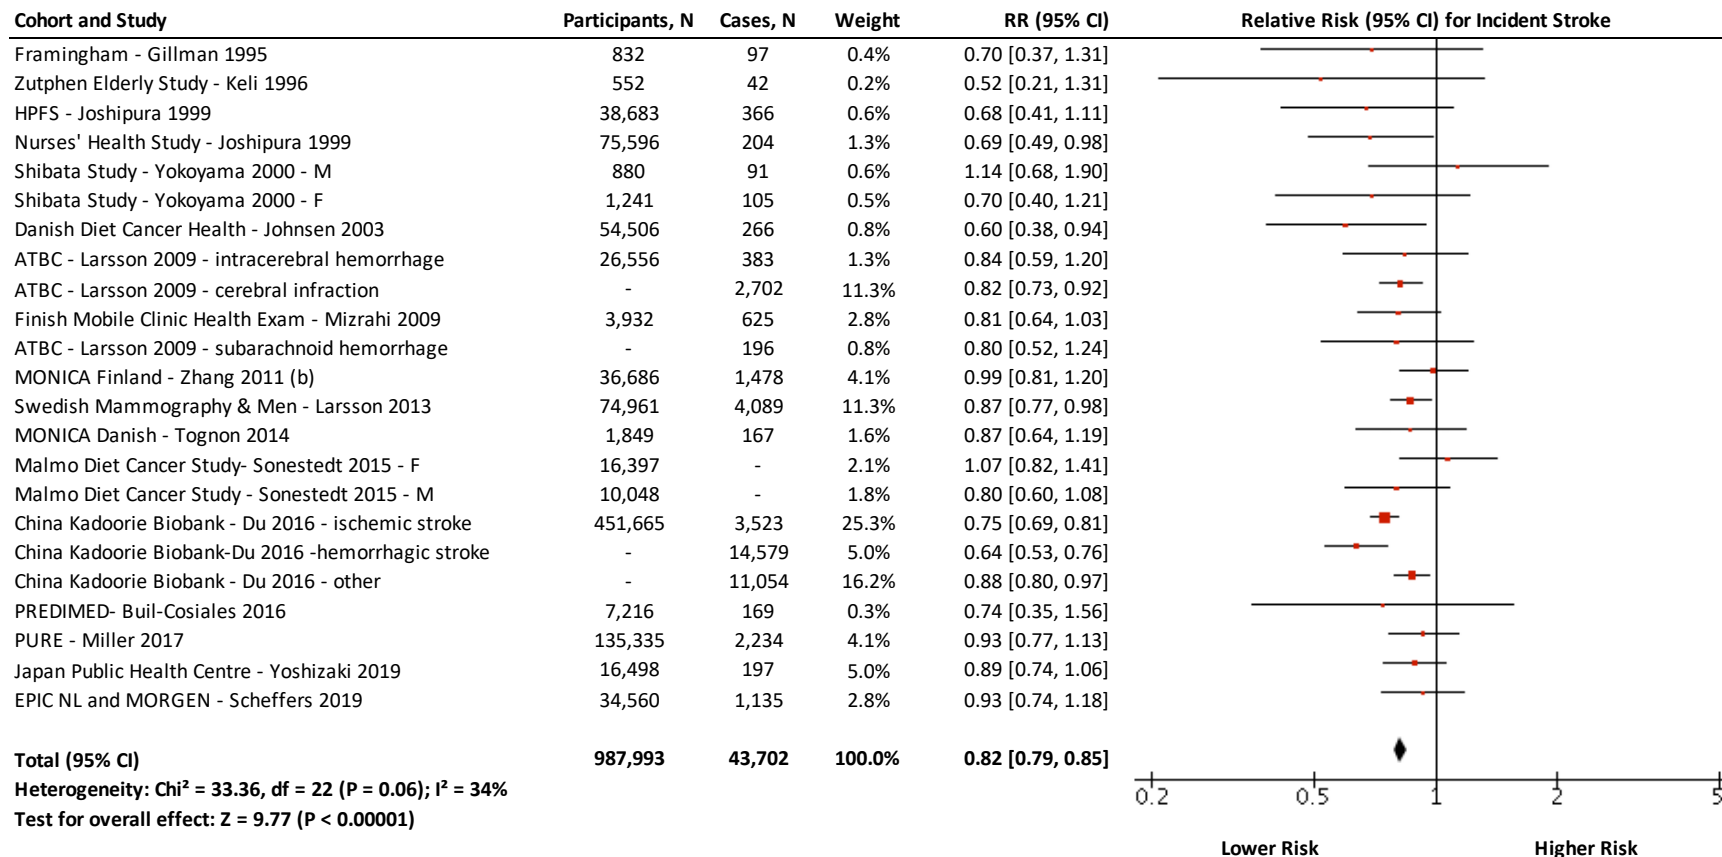 Cohort and Study Participants, N Cases, N Weight RR (95% CI) Relative Risk (95% CI) for Incident Stroke
Framingham - Gillman 1995 832 97 0.4% 0.70 [0.37, 1.31]
Zutphen Elderly Study - Keli 1996 552 42 0.2% 0.52 [0.21, 1.31]
HPFS - Joshipura 1999 38,683 366 0.6% 0.68 [0.41, 1.11]
Nurses' Health Study - Joshipura 1999 75,596 204 1.3% 0.69 [0.49, 0.98]
Shibata Study - Yokoyama 2000 - M 880 91 0.6% 1.14 [0.68, 1.90]
Shibata Study - Yokoyama 2000 - F 1,241 105 0.5% 0.70 [0.40, 1.21]
Danish Diet Cancer Health - Johnsen 2003 54,506 266 0.8% 0.60 [0.38, 0.94]
ATBC - Larsson 2009 - intracerebral hemorrhage 26,556 383 1.3% 0.84 [0.59, 1.20]
ATBC - Larsson 2009 - cerebral infraction - 2,702 11.3% 0.82 [0.73, 0.92]
Finish Mobile Clinic Health Exam - Mizrahi 2009 3,932 625 2.8% 0.81 [0.64, 1.03]
ATBC - Larsson 2009 - subarachnoid hemorrhage - 196 0.8% 0.80 [0.52, 1.24]
MONICA Finland - Zhang 2011 (b) 36,686 1,478 4.1% 0.99 [0.81, 1.20]
Swedish Mammography & Men - Larsson 2013 74,961 4,089 11.3% 0.87 [0.77, 0.98]
MONICA Danish - Tognon 2014 1,849 167 1.6% 0.87 [0.64, 1.19]
Malmo Diet Cancer Study- Sonestedt 2015 - F 16,397 - 2.1% 1.07 [0.82, 1.41]
Malmo Diet Cancer Study - Sonestedt 2015 - M 10,048 - 1.8% 0.80 [0.60, 1.08]
China Kadoorie Biobank - Du 2016 - ischemic stroke 451,665 3,523 25.3% 0.75 [0.69, 0.81]
China Kadoorie Biobank-Du 2016 -hemorrhagic stroke - 14,579 5.0% 0.64 [0.53, 0.76]
China Kadoorie Biobank - Du 2016 - other - 11,054 16.2% 0.88 [0.80, 0.97]
PREDIMED- Buil-Cosiales 2016 7,216 169 0.3% 0.74 [0.35, 1.56]
PURE - Miller 2017 135,335 2,234 4.1% 0.93 [0.77, 1.13]
Japan Public Health Centre - Yoshizaki 2019 16,498 197 5.0% 0.89 [0.74, 1.06]
EPIC NL and MORGEN - Scheffers 2019 34,560 1,135 2.8% 0.93 [0.74, 1.18]
Total (95% CI) 987,993 43,702 100.0% 0.82 [0.79, 0.85]
Heterogeneity: Chi² = 33.36, df = 22 (P = 0.06); I² = 34%
0.2 0.5 1 2 5
Test for overall effect: Z = 9.77 (P < 0.00001)
Lower Risk Higher Risk